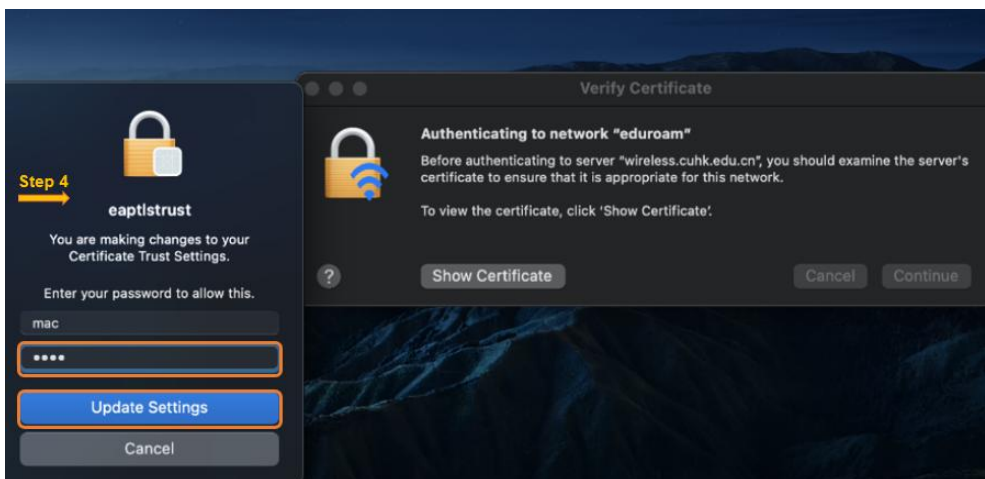 Step 4
eaptlstrust
You are making changes to your
Certificate Trust Settings.
Enter your password to allow this.
mac
••••
Update Settings
Cancel
Verify Certificate
Authenticating to network "eduroam"
Before authenticating to server "wireless.cuhk.edu.cn", you should examine the server's
certificate to ensure that it is appropriate for this network.
To view the certificate, click 'Show Certificate'.
?
Show Certificate
Cancel
Continue